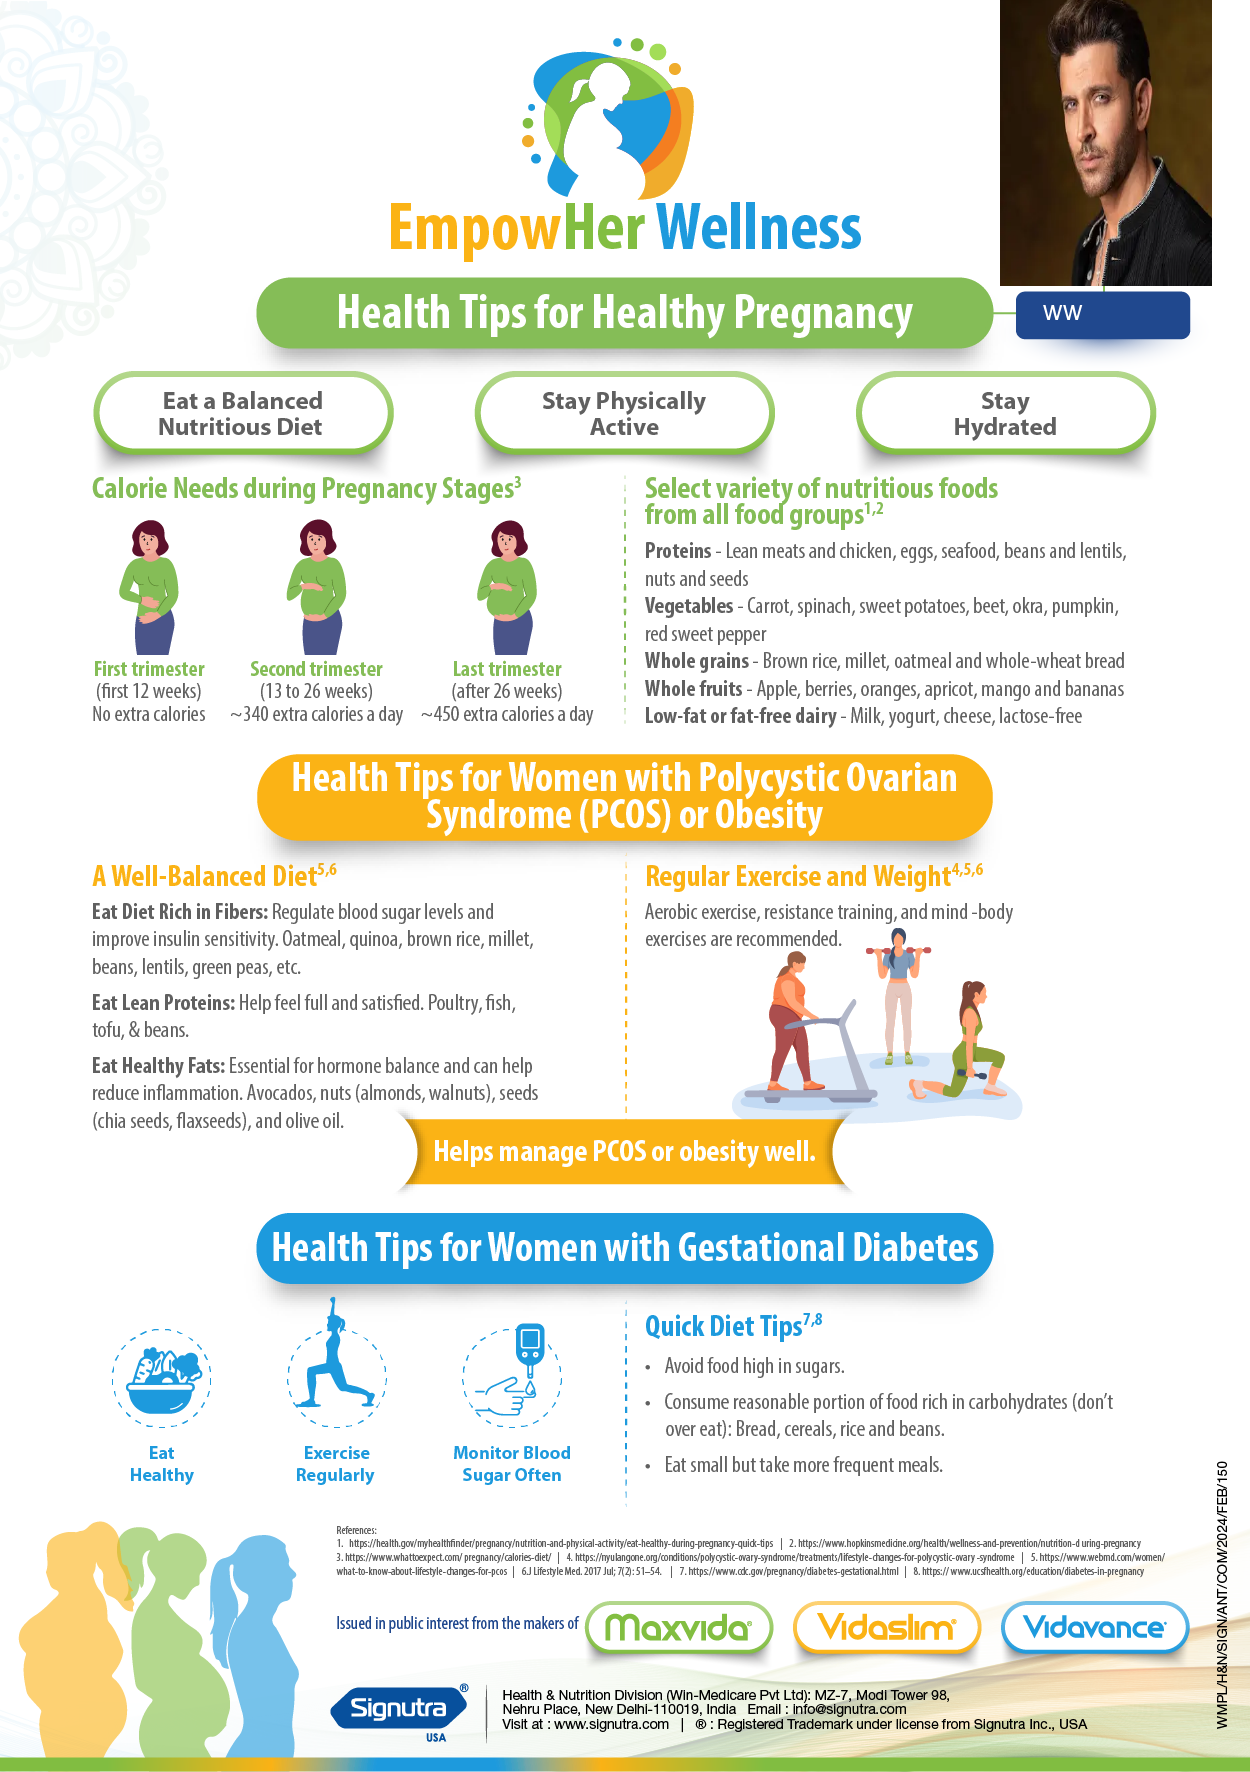 EmpowHer Wellness
Health Tips for Healthy Pregnancy
WW
Eat a Balanced
Nutritious Diet
Stay Physically
Active
Stay
Hydrated
Calorie Needs during Pregnancy Stages3
First trimester
(first 12 weeks)
No extra calories
Second trimester
(13 to 26 weeks)
~340 extra calories a day
Last trimester
(after 26 weeks)
~450 extra calories a day
Select variety of nutritious foods
from all food groups1,2
Proteins - Lean meats and chicken, eggs, seafood, beans and lentils,
nuts and seeds
Vegetables - Carrot, spinach, sweet potatoes, beet, okra, pumpkin,
red sweet pepper
Whole grains - Brown rice, millet, oatmeal and whole-wheat bread
Whole fruits - Apple, berries, oranges, apricot, mango and bananas
Low-fat or fat-free dairy - Milk, yogurt, cheese, lactose-free
Health Tips for Women with Polycystic Ovarian
Syndrome (PCOS) or Obesity
A Well-Balanced Diet5,6
Eat Diet Rich in Fibers: Regulate blood sugar levels and
improve insulin sensitivity. Oatmeal, quinoa, brown rice, millet,
beans, lentils, green peas, etc.
Eat Lean Proteins: Help feel full and satisfied. Poultry, fish,
tofu, & beans.
Eat Healthy Fats: Essential for hormone balance and can help
reduce inflammation. Avocados, nuts (almonds, walnuts), seeds
(chia seeds, flaxseeds), and olive oil.
Regular Exercise and Weight4,5,6
Aerobic exercise, resistance training, and mind -body
exercises are recommended.
Helps manage PCOS or obesity well.
Health Tips for Women with Gestational Diabetes
Eat
Healthy
Exercise
Regularly
Monitor Blood
Sugar Often
Quick Diet Tips7,8
• Avoid food high in sugars.
• Consume reasonable portion of food rich in carbohydrates (don't
over eat): Bread, cereals, rice and beans.
• Eat small but take more frequent meals.
References:
1. https://health.gov/myhealthfinder/pregnancy/nutrition-and-physical-activity/eat-healthy-during-pregnancy-quick-tips | 2. https://www.hopkinsmedicine.org/health/wellness-and-prevention/nutrition-d uring-pregnancy
3. https://www.whattoexpect.com/ pregnancy/calories-diet/ | 4. https://nyulangone.org/conditions/polycystic-ovary-syndrome/treatments/lifestyle-changes-for-polycystic-ovary -syndrome | 5. https://www.webmd.com/women/
what-to-know-about-lifestyle-changes-for-pcos | 6.J Lifestyle Med. 2017 Jul; 7(2): 51–54. | 7. https://www.cdc.gov/pregnancy/diabetes-gestational.html | 8. https:// www.ucsfhealth.org/education/diabetes-in-pregnancy
Issued in public interest from the makers of
Maxvida®
Vidaslim®
Vidavance®
Signutra®
USA
Health & Nutrition Division (Win-Medicare Pvt Ltd): MZ-7, Modi Tower 98,
Nehru Place, New Delhi-110019, India Email : info@signutra.com
Visit at : www.signutra.com | ® : Registered Trademark under license from Signutra Inc., USA
WMPL/H&N/SIGN/ANT/COM/2024/FEB/150